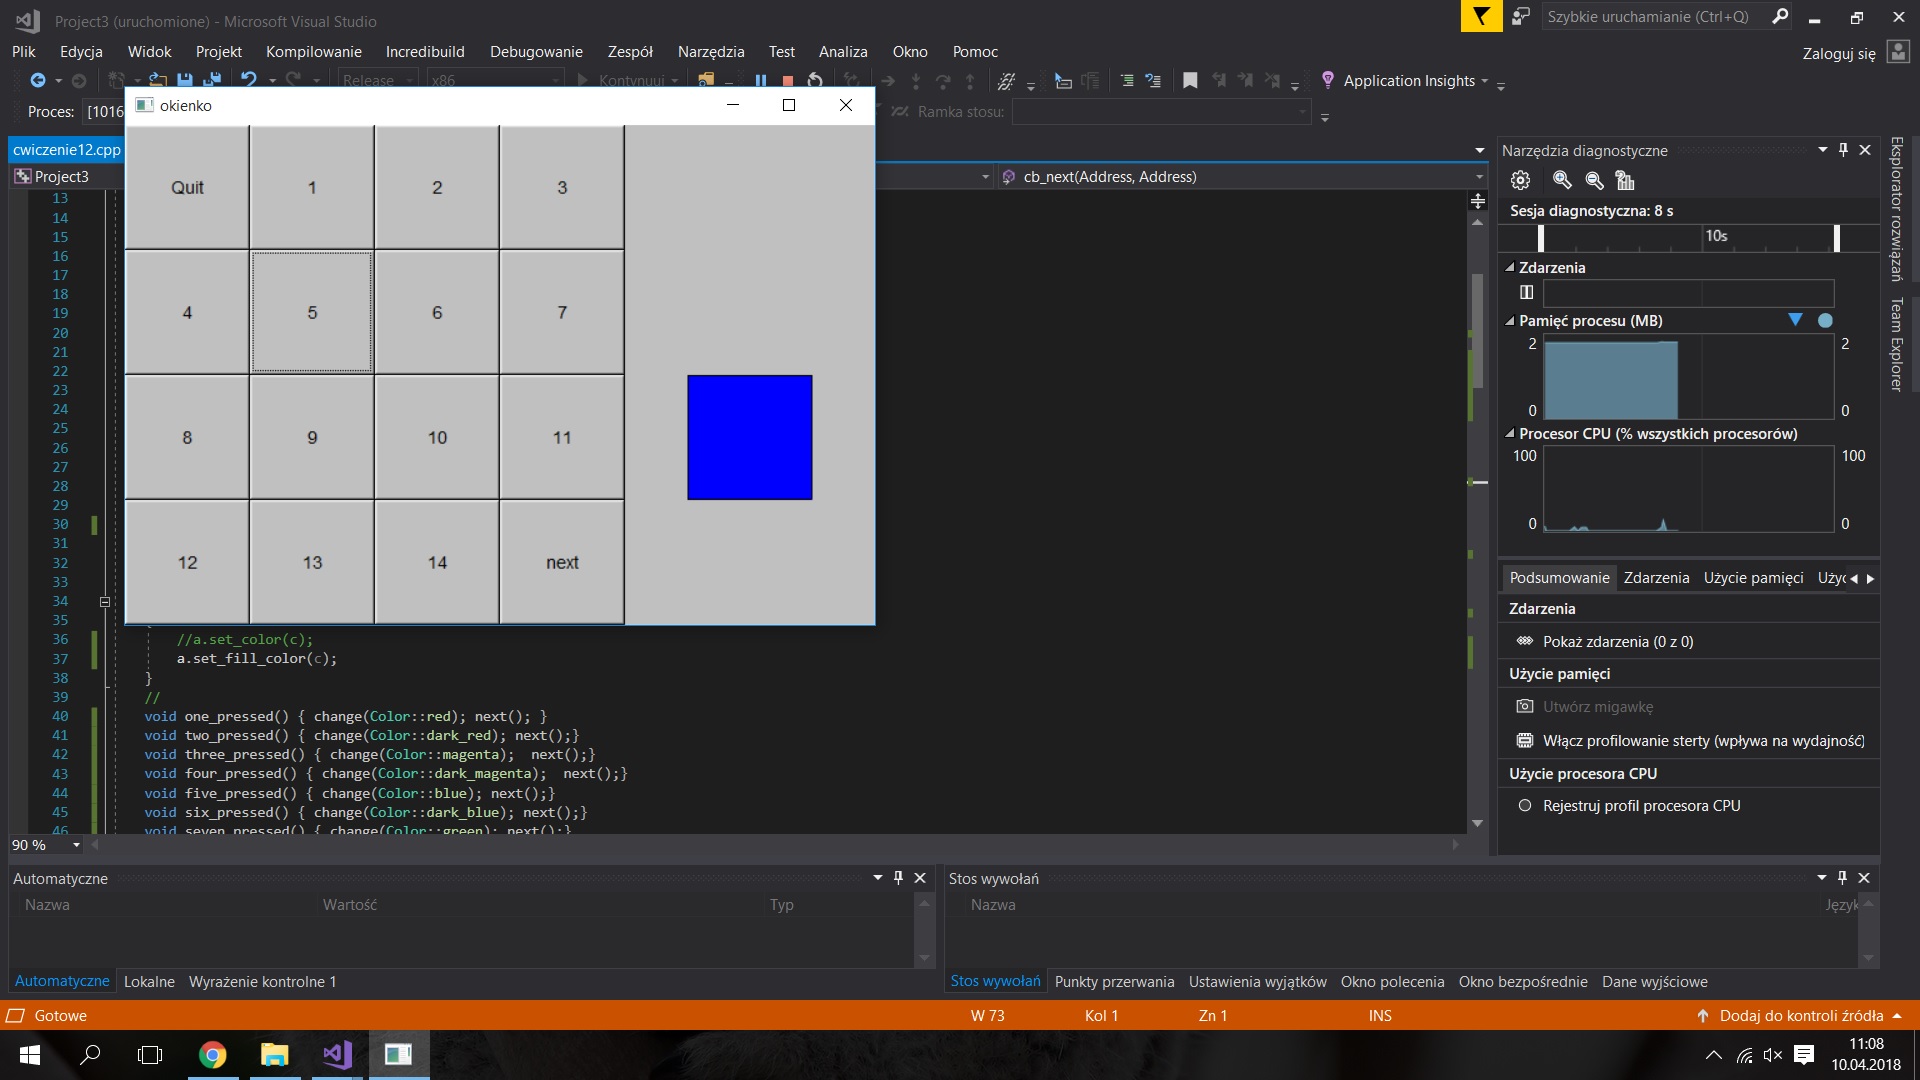 Project3 (uruchomione) - Microsoft Visual Studio
Szybkie uruchamianie (Ctrl+Q)
Plik Edycja Widok Projekt Kompilowanie Incredibuild Debugowanie Zespół Narzędzia Test Analiza Okno Pomoc
Zaloguj się
Release x86 Kontynuuj Application Insights
Proces: [1016 Ramka stosu:
okienko
Quit 1 2 3
4 5 6 7
8 9 10 11
12 13 14 next
cwiczenie12.cpp
Project3 cb_next(Address, Address)
13
14
15
16
17
18
19
20
21
22
23
24
25
26
27
28
29
30
31
32
33
34
35
36 //a.set_color(c);
37 a.set_fill_color(c);
38 }
39 //
40 void one_pressed() { change(Color::red); next(); }
41 void two_pressed() { change(Color::dark_red); next();}
42 void three_pressed() { change(Color::magenta);  next();}
43 void four_pressed() { change(Color::dark_magenta);  next();}
44 void five_pressed() { change(Color::blue); next();}
45 void six_pressed() { change(Color::dark_blue); next();}
46 void seven_pressed() { change(Color::green); next();}
90 %
Narzędzia diagnostyczne
Sesja diagnostyczna: 8 s
10s
Zdarzenia
Pamięć procesu (MB)
2 2
0 0
Procesor CPU (% wszystkich procesorów)
100 100
0 0
Podsumowanie Zdarzenia Użycie pamięci Użyc
Zdarzenia
Pokaż zdarzenia (0 z 0)
Użycie pamięci
Utwórz migawkę
Włącz profilowanie sterty (wpływa na wydajność)
Użycie procesora CPU
Rejestruj profil procesora CPU
Eksplorator rozwiązań
Team Explorer
Automatyczne
Nazwa Wartość Typ
Automatyczne Lokalne Wyrażenie kontrolne 1
Stos wywołań
Nazwa Język
Stos wywołań Punkty przerwania Ustawienia wyjątków Okno polecenia Okno bezpośrednie Dane wyjściowe
Gotowe W 73 Kol 1 Zn 1 INS Dodaj do kontroli źródła
11:08
10.04.2018